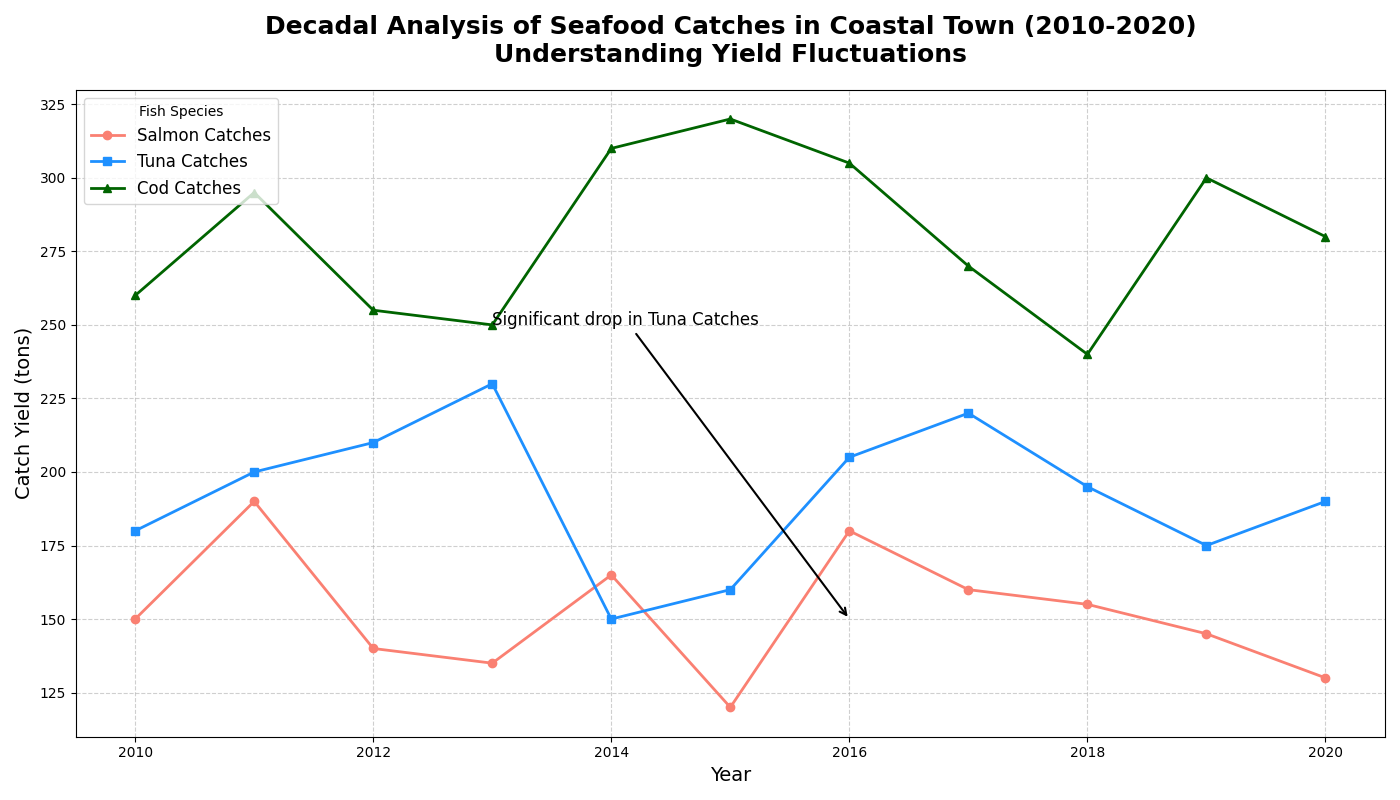 Decadal Analysis of Seafood Catches in Coastal Town (2010-2020)
Understanding Yield Fluctuations
Fish Species
Salmon Catches
Tuna Catches
Cod Catches
Significant drop in Tuna Catches
Catch Yield (tons)
325
300
275
250
225
200
175
150
125
2010
2012
2014
2016
2018
2020
Year